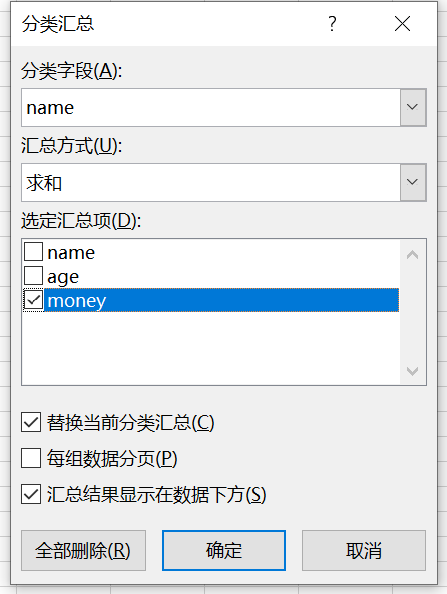 分类汇总
?
分类字段(A):
name
汇总方式(U):
求和
选定汇总项(D):
name
age
money
替换当前分类汇总(C)
每组数据分页(P)
汇总结果显示在数据下方(S)
全部删除(R) 确定 取消